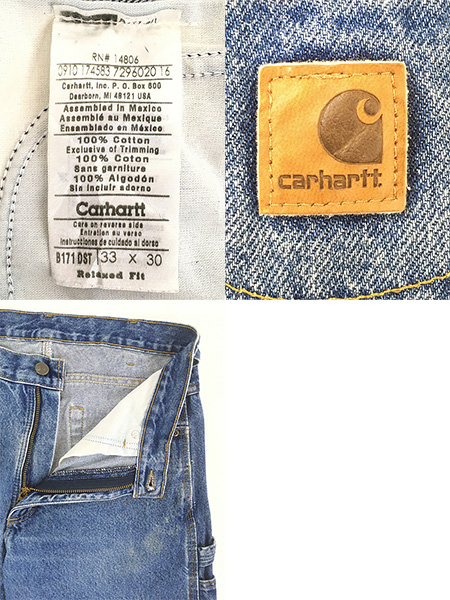 RN# 14806
0910 174583 7296020 16
Carhartt, Inc. P.O. Box 600
Dearborn, MI 48121 USA
Assembled in Mexico
Assemblé au Mexique
Ensamblado en México
100% Cotton
Exclusive of Trimming
100% Coton
Sans garniture
100% Algodón
Sin incluir adorno
Carhartt
Care on reverse side
Entretien au verso
Instrucciones de cuidado al dorso
B171 DST 33 x 30
Relaxed Fit
carhartt